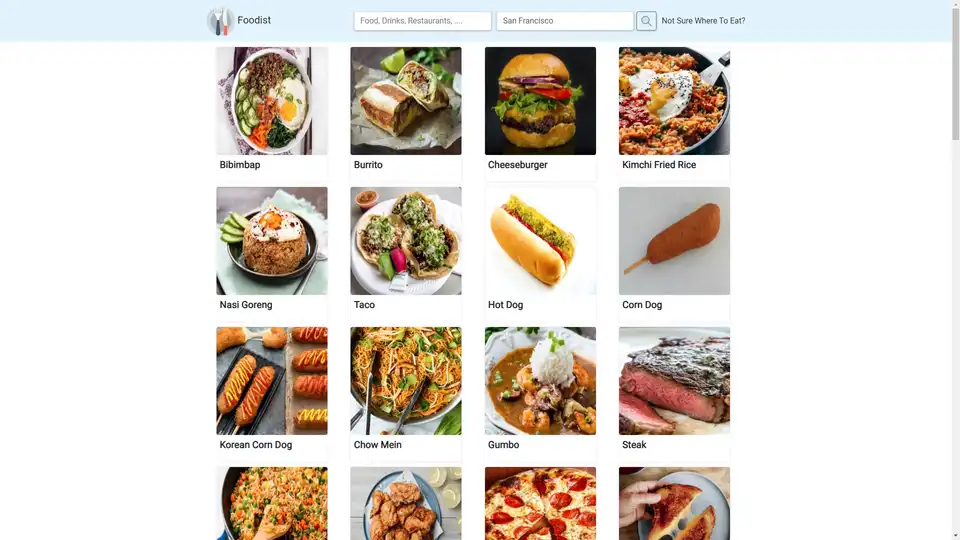 Foodist
Food, Drinks, Restaurants, ....
San Francisco
Not Sure Where To Eat?
Bibimbap
Burrito
Cheeseburger
Kimchi Fried Rice
Nasi Goreng
Taco
Hot Dog
Corn Dog
Korean Corn Dog
Chow Mein
Gumbo
Steak